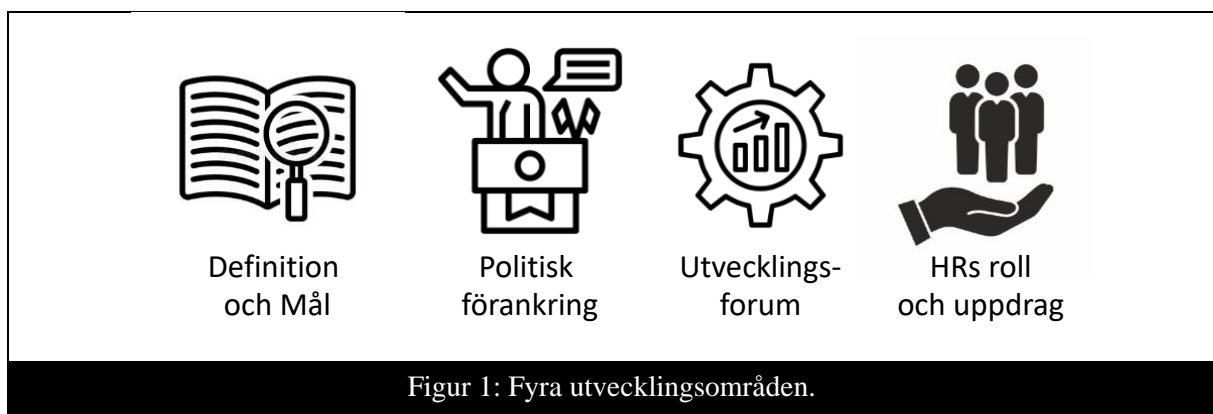 Definition
och Mål
Politisk
förankring
Utvecklings-
forum
HRs roll
och uppdrag
Figur 1: Fyra utvecklingsområden.